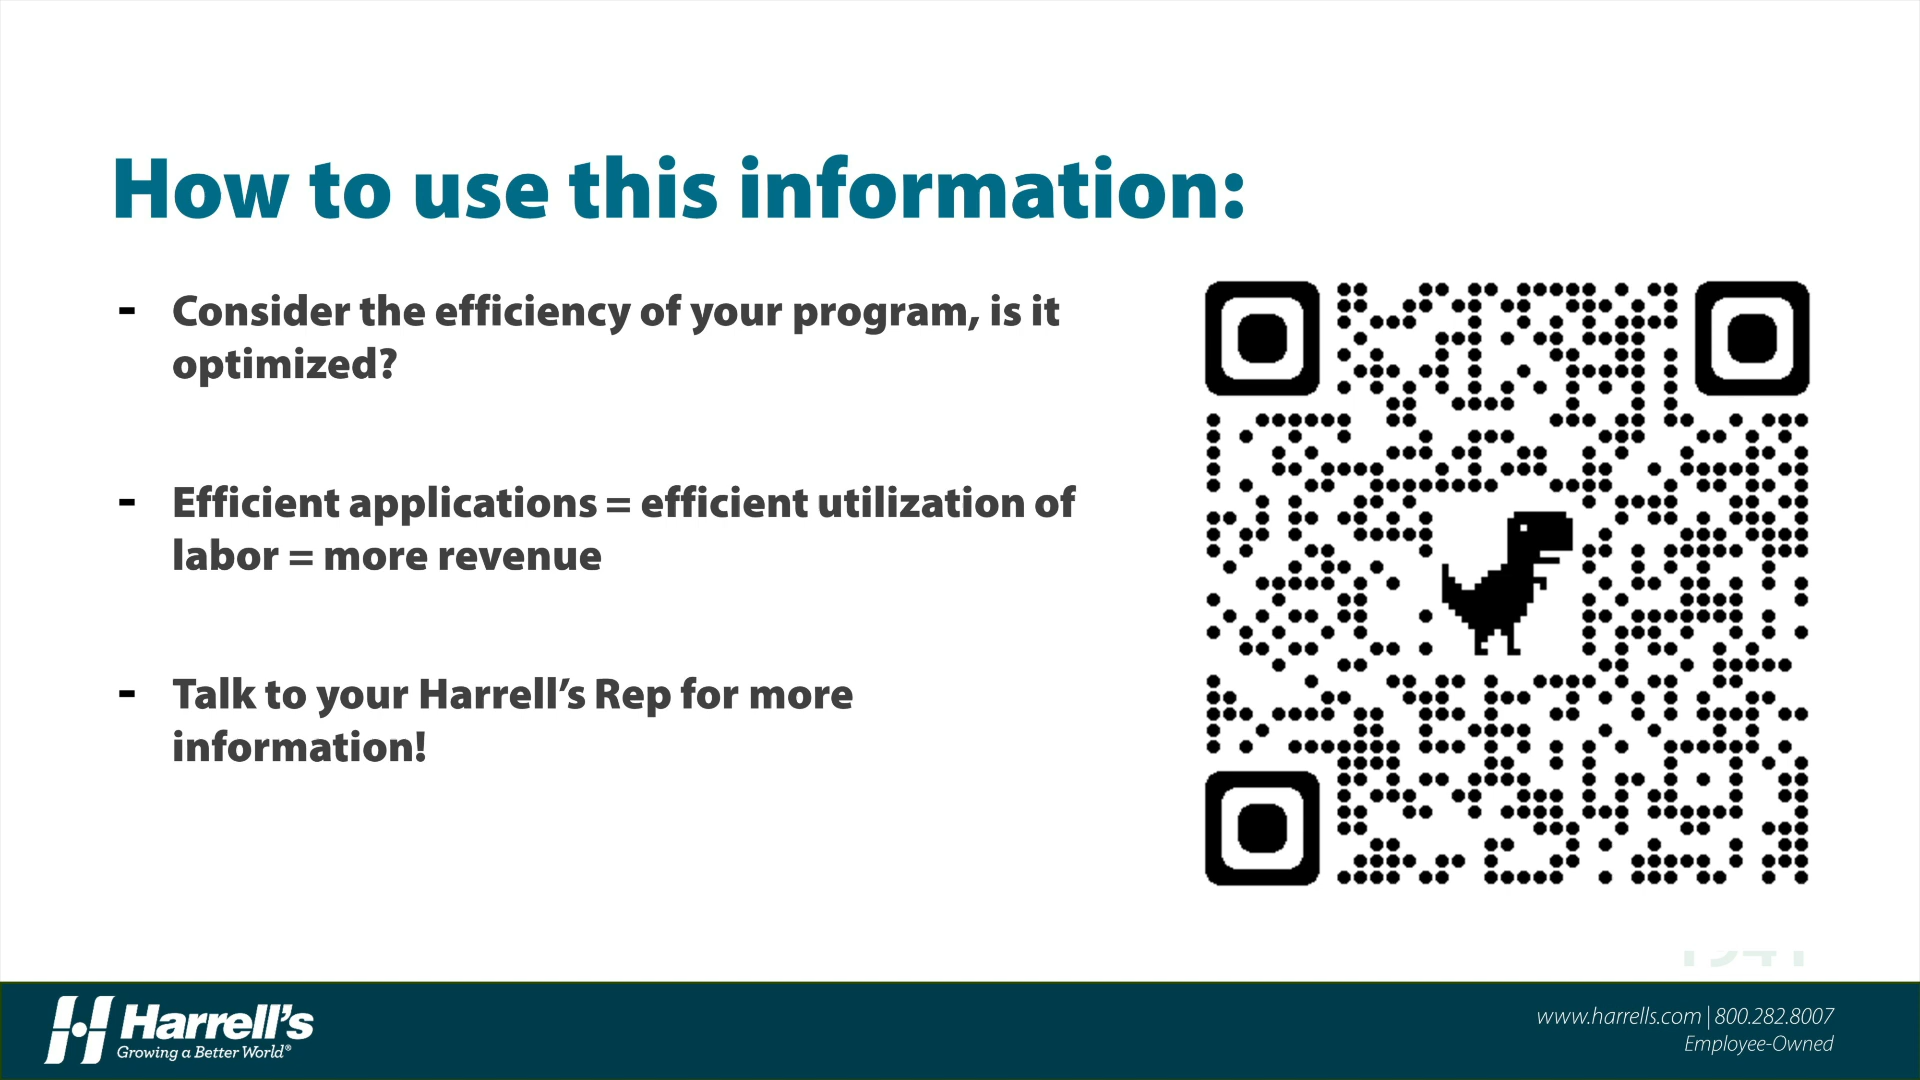 How to use this information:
- Consider the efficiency of your program, is it
optimized?
- Efficient applications = efficient utilization of
labor = more revenue
- Talk to your Harrell’s Rep for more
information!
1941
Harrell’s
Growing a Better World®
www.harrells.com | 800.282.8007
Employee-Owned